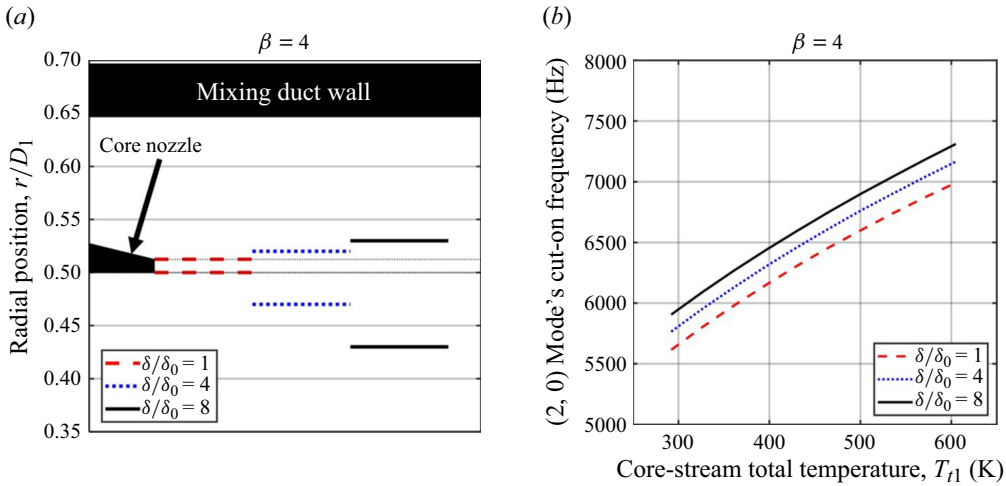 (a)
β = 4
0.70
0.65
0.60
0.55
0.50
0.45
0.40
0.35
Radial position, r/D₁
Mixing duct wall
Core nozzle
δ/δ₀ = 1
δ/δ₀ = 4
δ/δ₀ = 8
(b)
β = 4
8000
7500
7000
6500
6000
5500
5000
(2, 0) Mode's cut-on frequency (Hz)
δ/δ₀ = 1
δ/δ₀ = 4
δ/δ₀ = 8
300 400 500 600
Core-stream total temperature, Tₜ₁ (K)